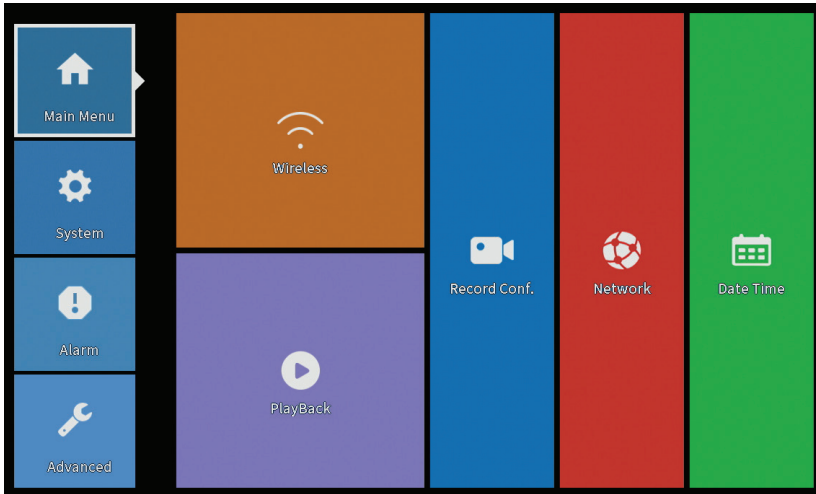 Main Menu
System
Alarm
Advanced
Wireless
PlayBack
Record Conf.
Network
Date Time